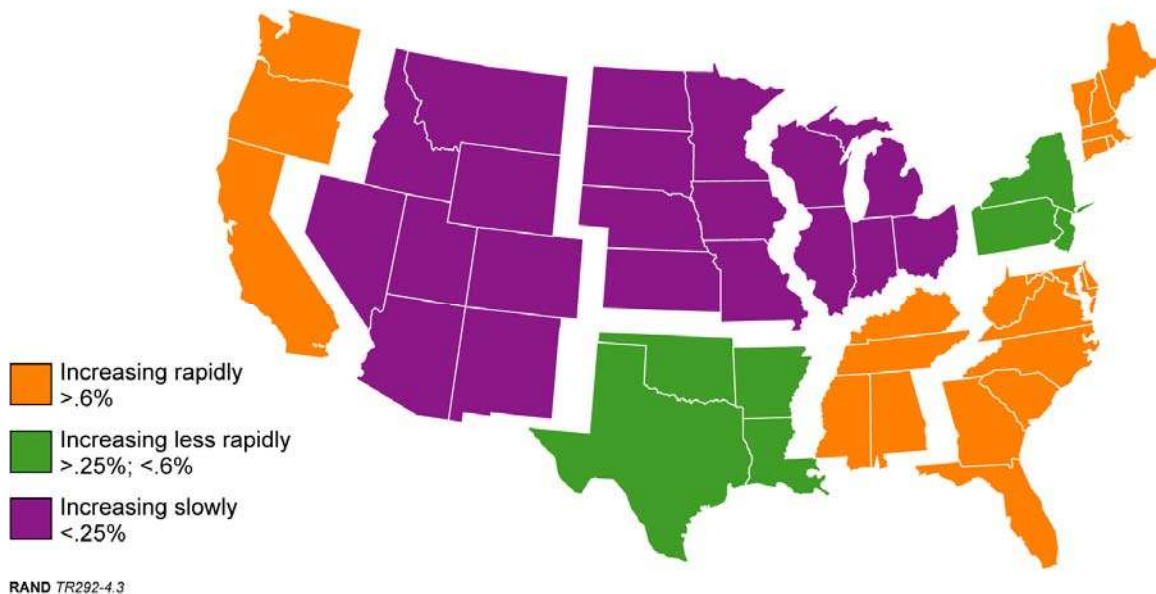 Increasing rapidly
>.6%
Increasing less rapidly
>.25%; <.6%
Increasing slowly
<.25%
RAND TR292-4.3